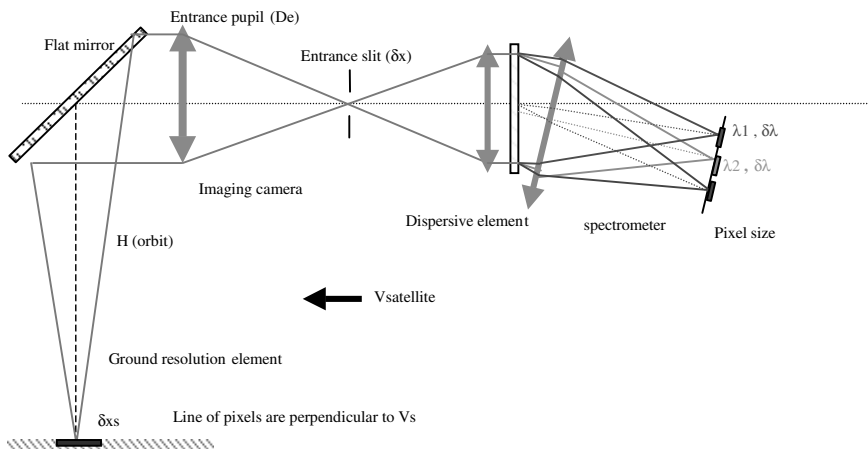 Entrance pupil (De)
Flat mirror
Entrance slit (δx)
λ1 , δλ
λ2 , δλ
Imaging camera
Dispersive element
spectrometer
Pixel size
H (orbit)
Vsatellite
Ground resolution element
δxs
Line of pixels are perpendicular to Vs